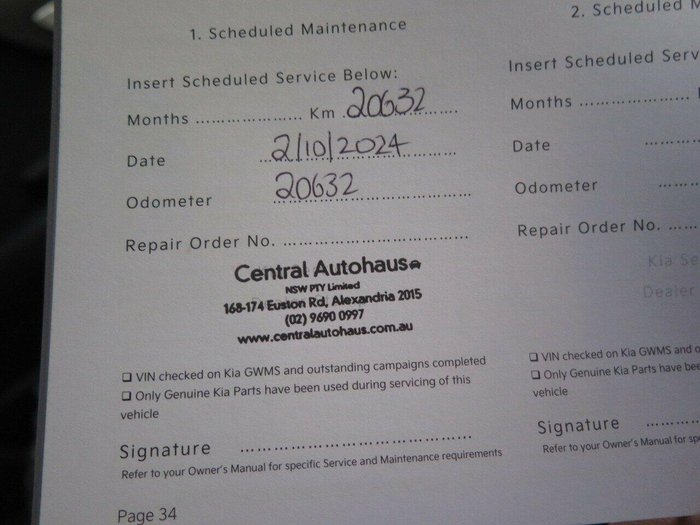 1. Scheduled Maintenance
Insert Scheduled Service Below:
Months .................... Km .20632......
Date ...2/10/2024.........
Odometer 20632
Repair Order No. ...................................
Central Autohaus
NSW PTY Limited
168-174 Euston Rd, Alexandria 2015
(02) 9690 0997
www.centralautohaus.com.au
❑ VIN checked on Kia GWMS and outstanding campaigns completed
❑ Only Genuine Kia Parts have been used during servicing of this
vehicle
Signature ............................................
Refer to your Owner's Manual for specific Service and Maintenance requirements
Page 34
2. Scheduled M
Insert Scheduled Serv
Months .....................
Date ..........
Odometer .......
Repair Order No. .....
Kia Se
Dealer
❑ VIN checked on Kia GWMS and o
❑ Only Genuine Kia Parts have bee
vehicle
Signature ..........
Refer to your Owner's Manual for sp